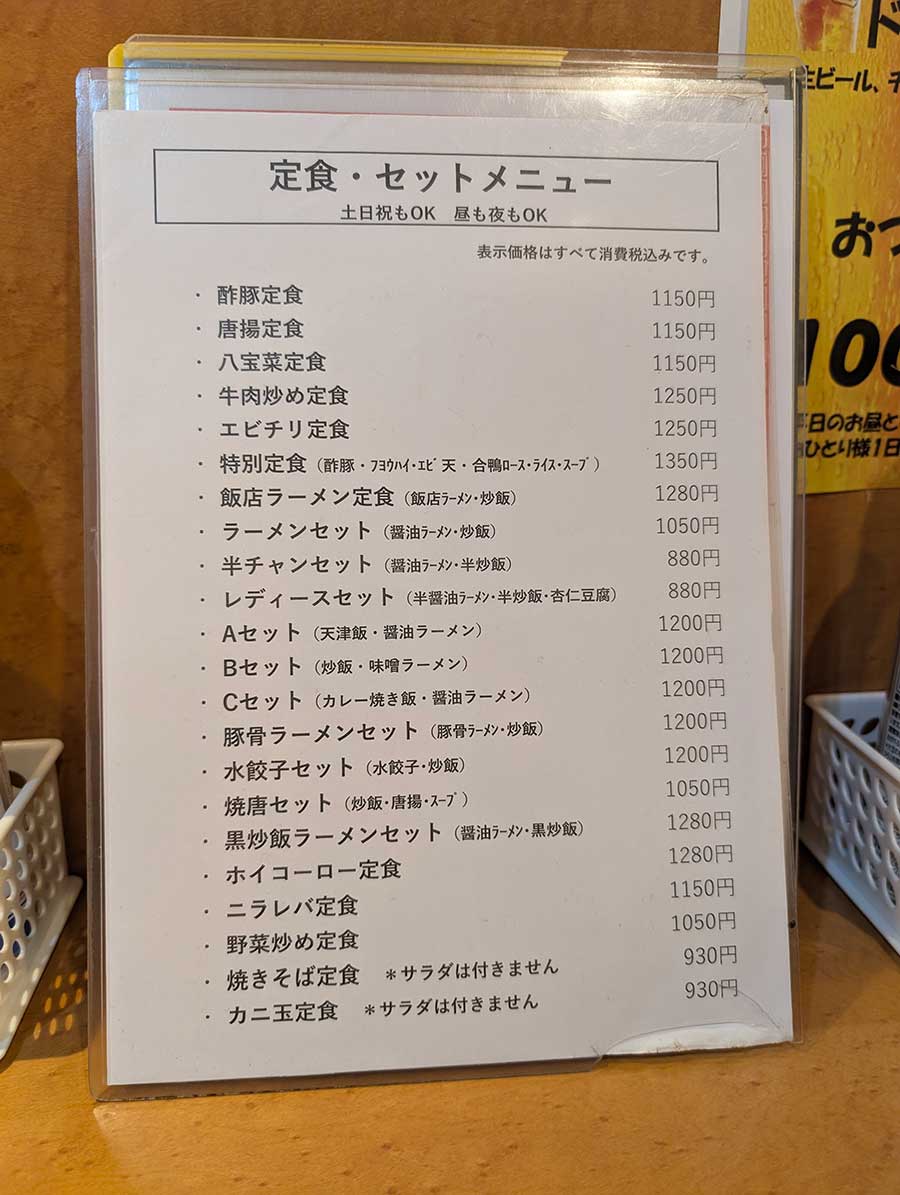 定食・セットメニュー
土日祝もOK　昼も夜もOK
表示価格はすべて消費税込みです。
・ 酢豚定食 1150円
・ 唐揚定食 1150円
・ 八宝菜定食 1150円
・ 牛肉炒め定食 1250円
・ エビチリ定食 1250円
・ 特別定食（酢豚・ﾌﾖｳﾊｲ・ｴﾋﾞ天・合鴨ﾛｰｽ・ﾗｲｽ・ｽｰﾌﾟ） 1350円
・ 飯店ラーメン定食（飯店ﾗｰﾒﾝ・炒飯） 1280円
・ ラーメンセット（醤油ﾗｰﾒﾝ・炒飯） 1050円
・ 半チャンセット（醤油ﾗｰﾒﾝ・半炒飯） 880円
・ レディースセット（半醤油ﾗｰﾒﾝ・半炒飯・杏仁豆腐） 880円
・ Aセット（天津飯・醤油ラーメン） 1200円
・ Bセット（炒飯・味噌ラーメン） 1200円
・ Cセット（カレー焼き飯・醤油ラーメン） 1200円
・ 豚骨ラーメンセット（豚骨ﾗｰﾒﾝ・炒飯） 1200円
・ 水餃子セット（水餃子・炒飯） 1200円
・ 焼唐セット（炒飯・唐揚・ｽｰﾌﾟ） 1050円
・ 黒炒飯ラーメンセット（醤油ﾗｰﾒﾝ・黒炒飯） 1280円
・ ホイコーロー定食 1280円
・ ニラレバ定食 1150円
・ 野菜炒め定食 1050円
・ 焼きそば定食　＊サラダは付きません 930円
・ カニ玉定食　＊サラダは付きません 930円
ド
生ビール、チ
おつ
100
日のお昼と
ひとり様1日